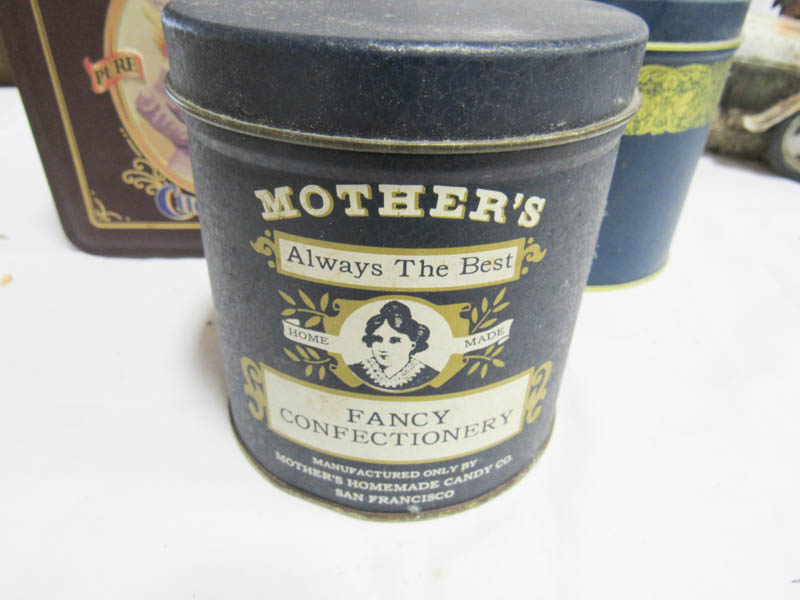 PURE
MOTHER'S
Always The Best
HOME MADE
FANCY
CONFECTIONERY
MANUFACTURED ONLY BY
MOTHER'S HOMEMADE CANDY CO.
SAN FRANCISCO